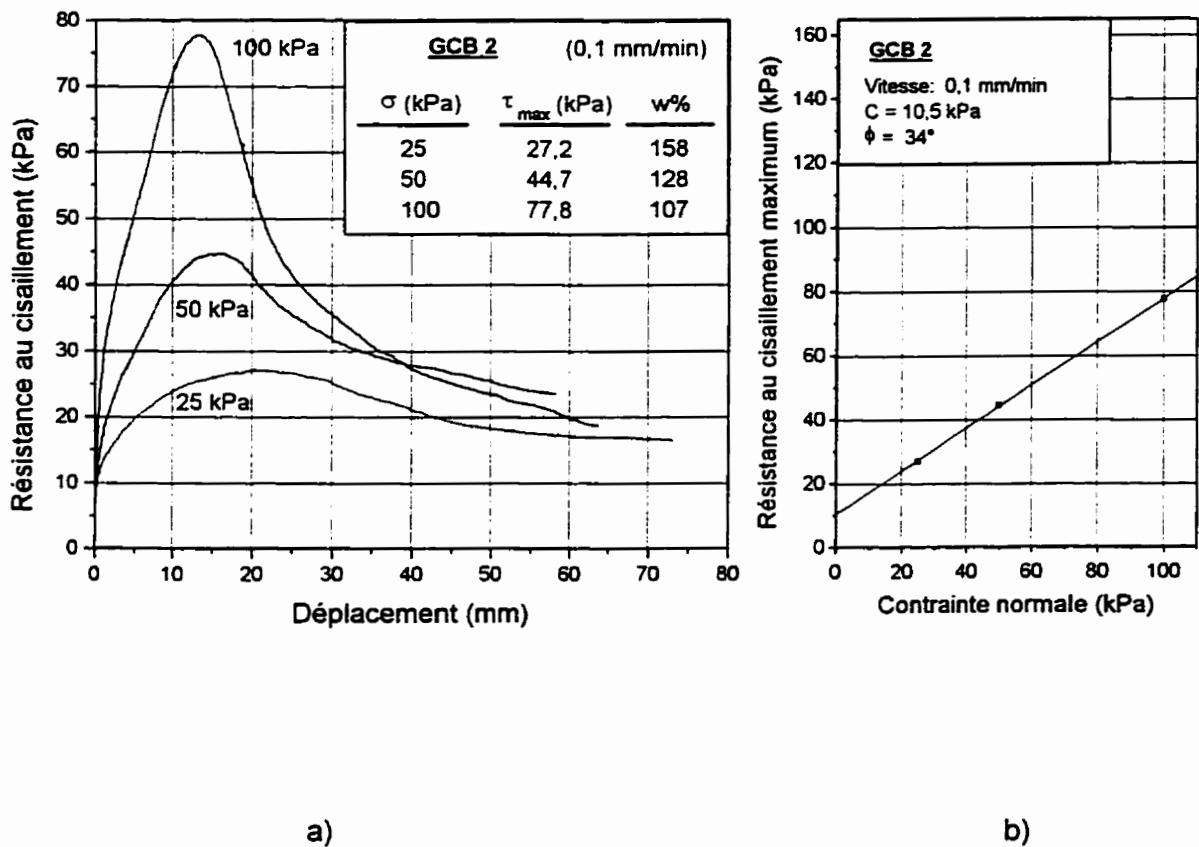 Résistance au cisaillement (kPa)
80
70
60
50
40
30
20
10
0
100 kPa
50 kPa
25 kPa
GCB 2 (0,1 mm/min)
σ (kPa) τmax (kPa) w%
25 27,2 158
50 44,7 128
100 77,8 107
0 10 20 30 40 50 60 70 80
Déplacement (mm)
a)
Résistance au cisaillement maximum (kPa)
160
140
120
100
80
60
40
20
0
GCB 2
Vitesse: 0,1 mm/min
C = 10,5 kPa
ϕ = 34°
0 20 40 60 80 100
Contrainte normale (kPa)
b)